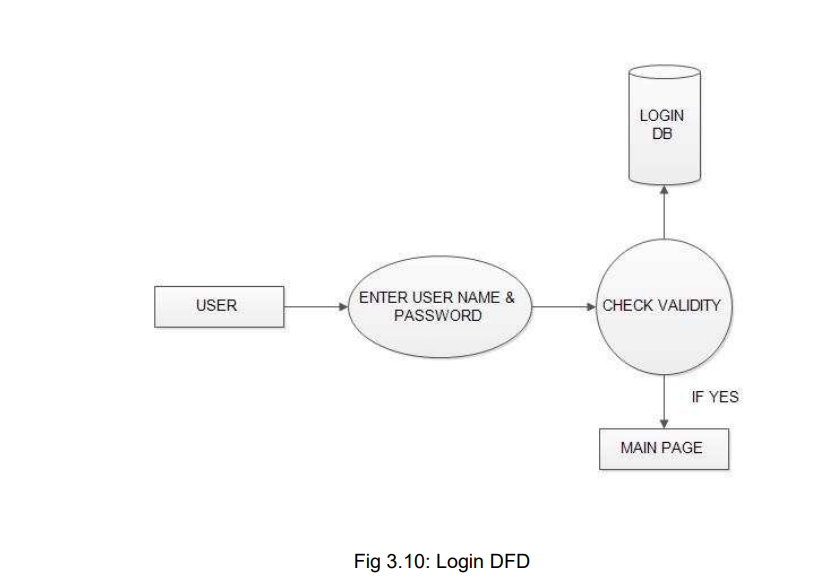 LOGIN
DB
USER
ENTER USER NAME &
PASSWORD
CHECK VALIDITY
IF YES
MAIN PAGE
Fig 3.10: Login DFD